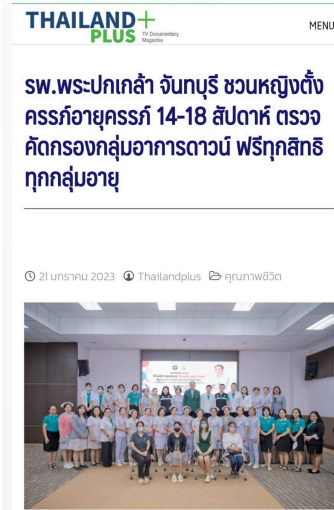 THAILAND+
PLUS TV Documentary
Magazine
MENU
รพ.พระปกเกล้า จันทบุรี ชวนหญิงตั้ง
ครรภ์อายุครรภ์ 14-18 สัปดาห์ ตรวจ
คัดกรองกลุ่มอาการดาวน์ ฟรีทุกสิทธิ
ทุกกลุ่มอายุ
21 มกราคม 2023 Thailandplus คุณภาพชีวิต